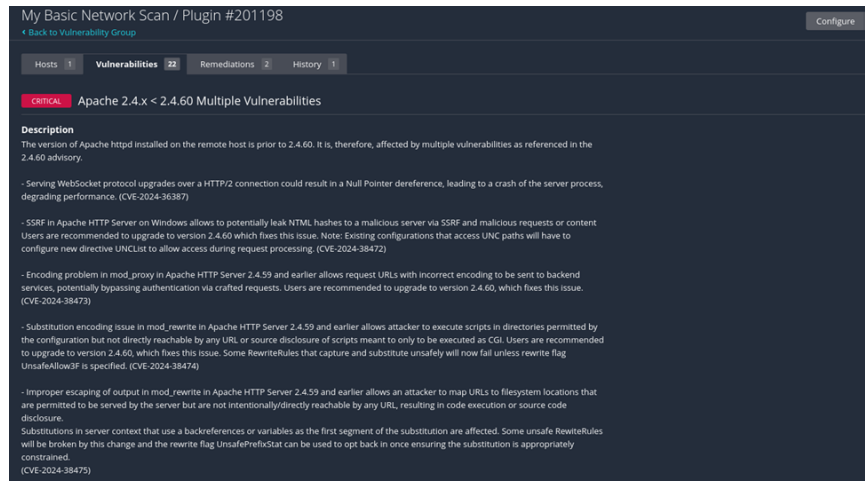 My Basic Network Scan / Plugin #201198
Configure
‹ Back to Vulnerability Group
Hosts 1 Vulnerabilities 22 Remediations 2 History 1
CRITICAL Apache 2.4.x < 2.4.60 Multiple Vulnerabilities
Description
The version of Apache httpd installed on the remote host is prior to 2.4.60. It is, therefore, affected by multiple vulnerabilities as referenced in the
2.4.60 advisory.
- Serving WebSocket protocol upgrades over a HTTP/2 connection could result in a Null Pointer dereference, leading to a crash of the server process,
degrading performance. (CVE-2024-36387)
- SSRF in Apache HTTP Server on Windows allows to potentially leak NTML hashes to a malicious server via SSRF and malicious requests or content
Users are recommended to upgrade to version 2.4.60 which fixes this issue. Note: Existing configurations that access UNC paths will have to
configure new directive UNCList to allow access during request processing. (CVE-2024-38472)
- Encoding problem in mod_proxy in Apache HTTP Server 2.4.59 and earlier allows request URLs with incorrect encoding to be sent to backend
services, potentially bypassing authentication via crafted requests. Users are recommended to upgrade to version 2.4.60, which fixes this issue.
(CVE-2024-38473)
- Substitution encoding issue in mod_rewrite in Apache HTTP Server 2.4.59 and earlier allows attacker to execute scripts in directories permitted by
the configuration but not directly reachable by any URL or source disclosure of scripts meant to only to be executed as CGI. Users are recommended
to upgrade to version 2.4.60, which fixes this issue. Some RewriteRules that capture and substitute unsafely will now fail unless rewrite flag
UnsafeAllow3F is specified. (CVE-2024-38474)
- Improper escaping of output in mod_rewrite in Apache HTTP Server 2.4.59 and earlier allows an attacker to map URLs to filesystem locations that
are permitted to be served by the server but are not intentionally/directly reachable by any URL, resulting in code execution or source code
disclosure.
Substitutions in server context that use a backreferences or variables as the first segment of the substitution are affected. Some unsafe RewiteRules
will be broken by this change and the rewrite flag UnsafePrefixStat can be used to opt back in once ensuring the substitution is appropriately
constrained.
(CVE-2024-38475)